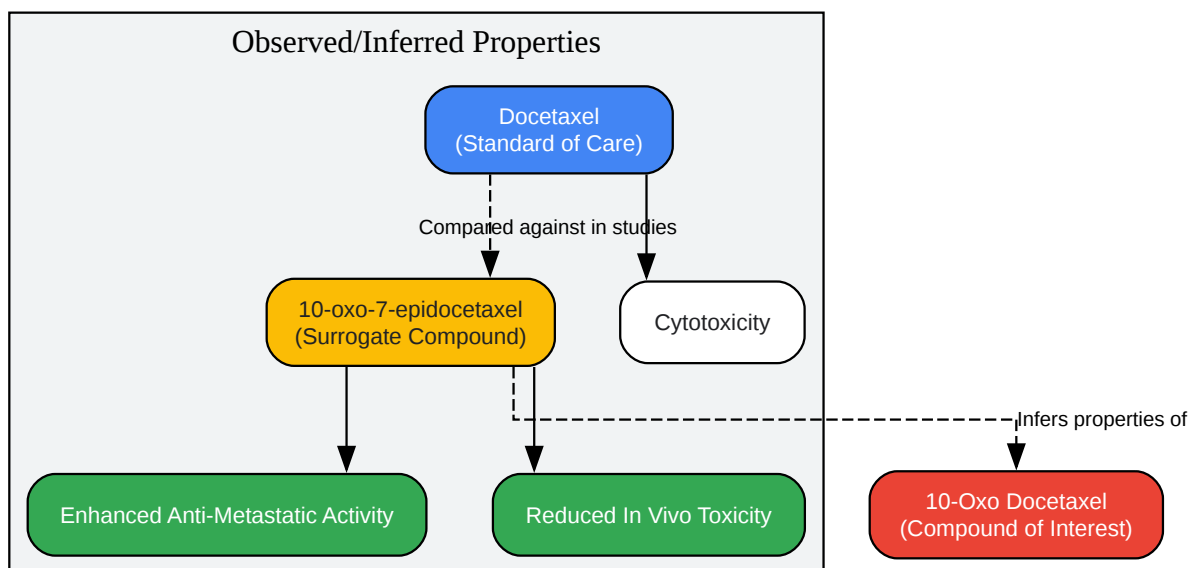 Observed/Inferred Properties
Docetaxel
(Standard of Care)
Compared against in studies
10-oxo-7-epidocetaxel
(Surrogate Compound)
Cytotoxicity
Infers properties of
Enhanced Anti-Metastatic Activity
Reduced In Vivo Toxicity
10-Oxo Docetaxel
(Compound of Interest)